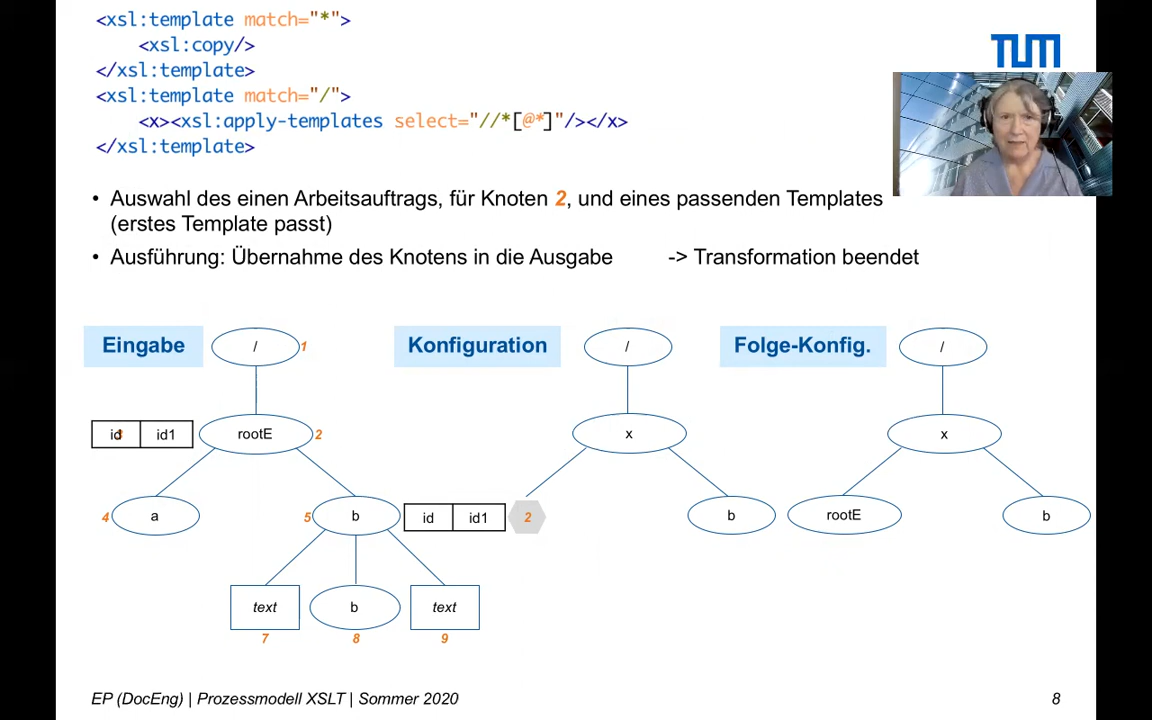 <xsl:template match="*">
<xsl:copy/>
</xsl:template>
<xsl:template match="/">
<x><xsl:apply-templates select="//*[@*]"/></x>
</xsl:template>
TUM
• Auswahl des einen Arbeitsauftrags, für Knoten 2, und eines passenden Templates
(erstes Template passt)
• Ausführung: Übernahme des Knotens in die Ausgabe -> Transformation beendet
Eingabe
/ 1
id id1 rootE 2
4 a
5 b
text b text
7 8 9
Konfiguration
/
x
id id1 2 b
Folge-Konfig.
/
x
rootE b
EP (DocEng) | Prozessmodell XSLT | Sommer 2020
8